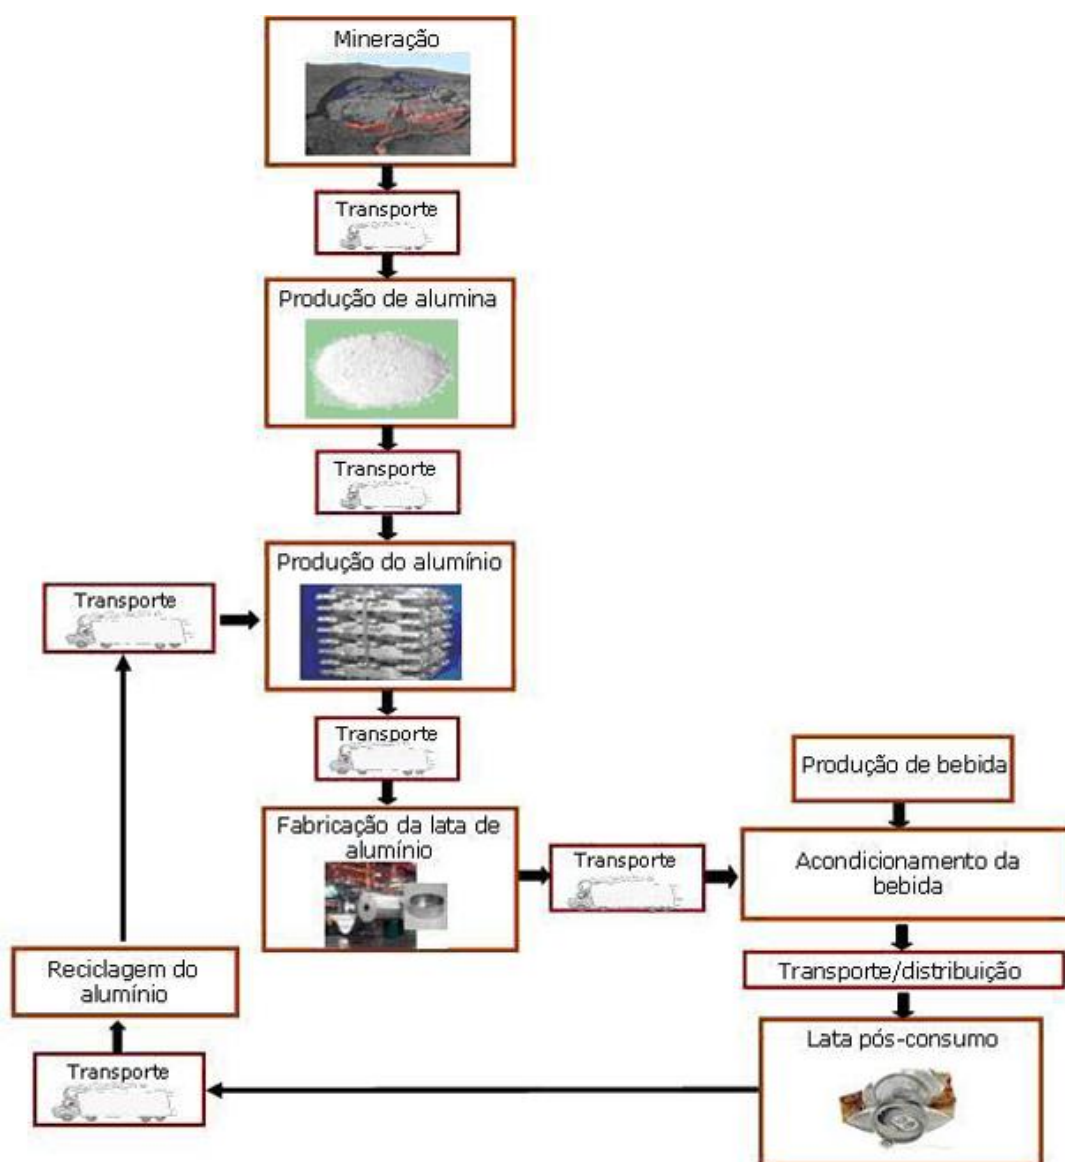 Mineração
Transporte
Produção de alumina
Transporte
Produção do alumínio
Transporte
Transporte
Fabricação da lata de
alumínio
Transporte
Produção de bebida
Acondicionamento da
bebida
Transporte/distribuição
Lata pós-consumo
Transporte
Reciclagem do
alumínio